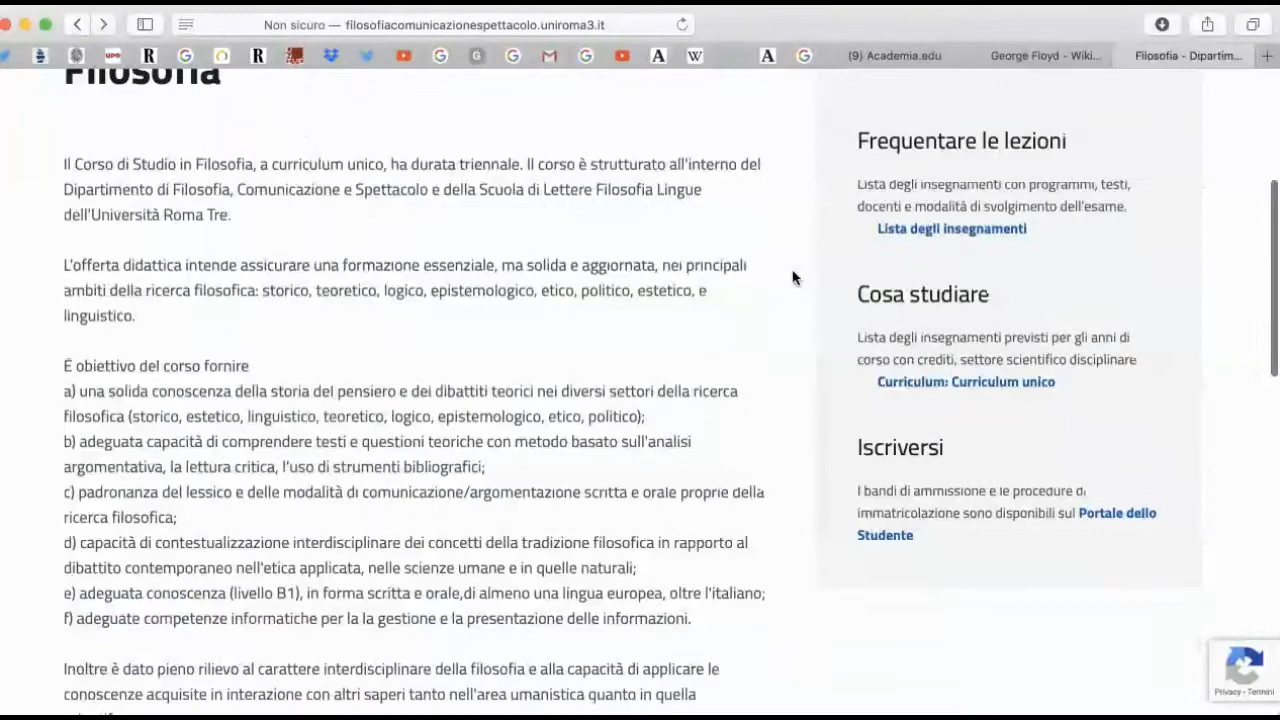 Non sicuro — filosofiacomunicazionespettacolo.uniroma3.it
UPO
R
R
A
W
A
(9) Academia.edu
George Floyd - Wiki...
Filosofia - Dipartim...
Filosofia
Il Corso di Studio in Filosofia, a curriculum unico, ha durata triennale. Il corso è strutturato all'interno del
Dipartimento di Filosofia, Comunicazione e Spettacolo e della Scuola di Lettere Filosofia Lingue
dell'Università Roma Tre.
L'offerta didattica intende assicurare una formazione essenziale, ma solida e aggiornata, nei principali
ambiti della ricerca filosofica: storico, teoretico, logico, epistemologico, etico, politico, estetico, e
linguistico.
È obiettivo del corso fornire
a) una solida conoscenza della storia del pensiero e dei dibattiti teorici nei diversi settori della ricerca
filosofica (storico, estetico, linguistico, teoretico, logico, epistemologico, etico, politico);
b) adeguata capacità di comprendere testi e questioni teoriche con metodo basato sull'analisi
argomentativa, la lettura critica, l'uso di strumenti bibliografici;
c) padronanza del lessico e delle modalità di comunicazione/argomentazione scritta e orale proprie della
ricerca filosofica;
d) capacità di contestualizzazione interdisciplinare dei concetti della tradizione filosofica in rapporto al
dibattito contemporaneo nell'etica applicata, nelle scienze umane e in quelle naturali;
e) adeguata conoscenza (livello B1), in forma scritta e orale,di almeno una lingua europea, oltre l'italiano;
f) adeguate competenze informatiche per la la gestione e la presentazione delle informazioni.
Inoltre è dato pieno rilievo al carattere interdisciplinare della filosofia e alla capacità di applicare le
conoscenze acquisite in interazione con altri saperi tanto nell'area umanistica quanto in quella
Frequentare le lezioni
Lista degli insegnamenti con programmi, testi,
docenti e modalità di svolgimento dell'esame.
Lista degli insegnamenti
Cosa studiare
Lista degli insegnamenti previsti per gli anni di
corso con crediti, settore scientifico disciplinare
Curriculum: Curriculum unico
Iscriversi
I bandi di ammissione e le procedure di
immatricolazione sono disponibili sul Portale dello
Studente
Privacy - Termini